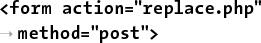 <form action="replace.php"
→ method="post">